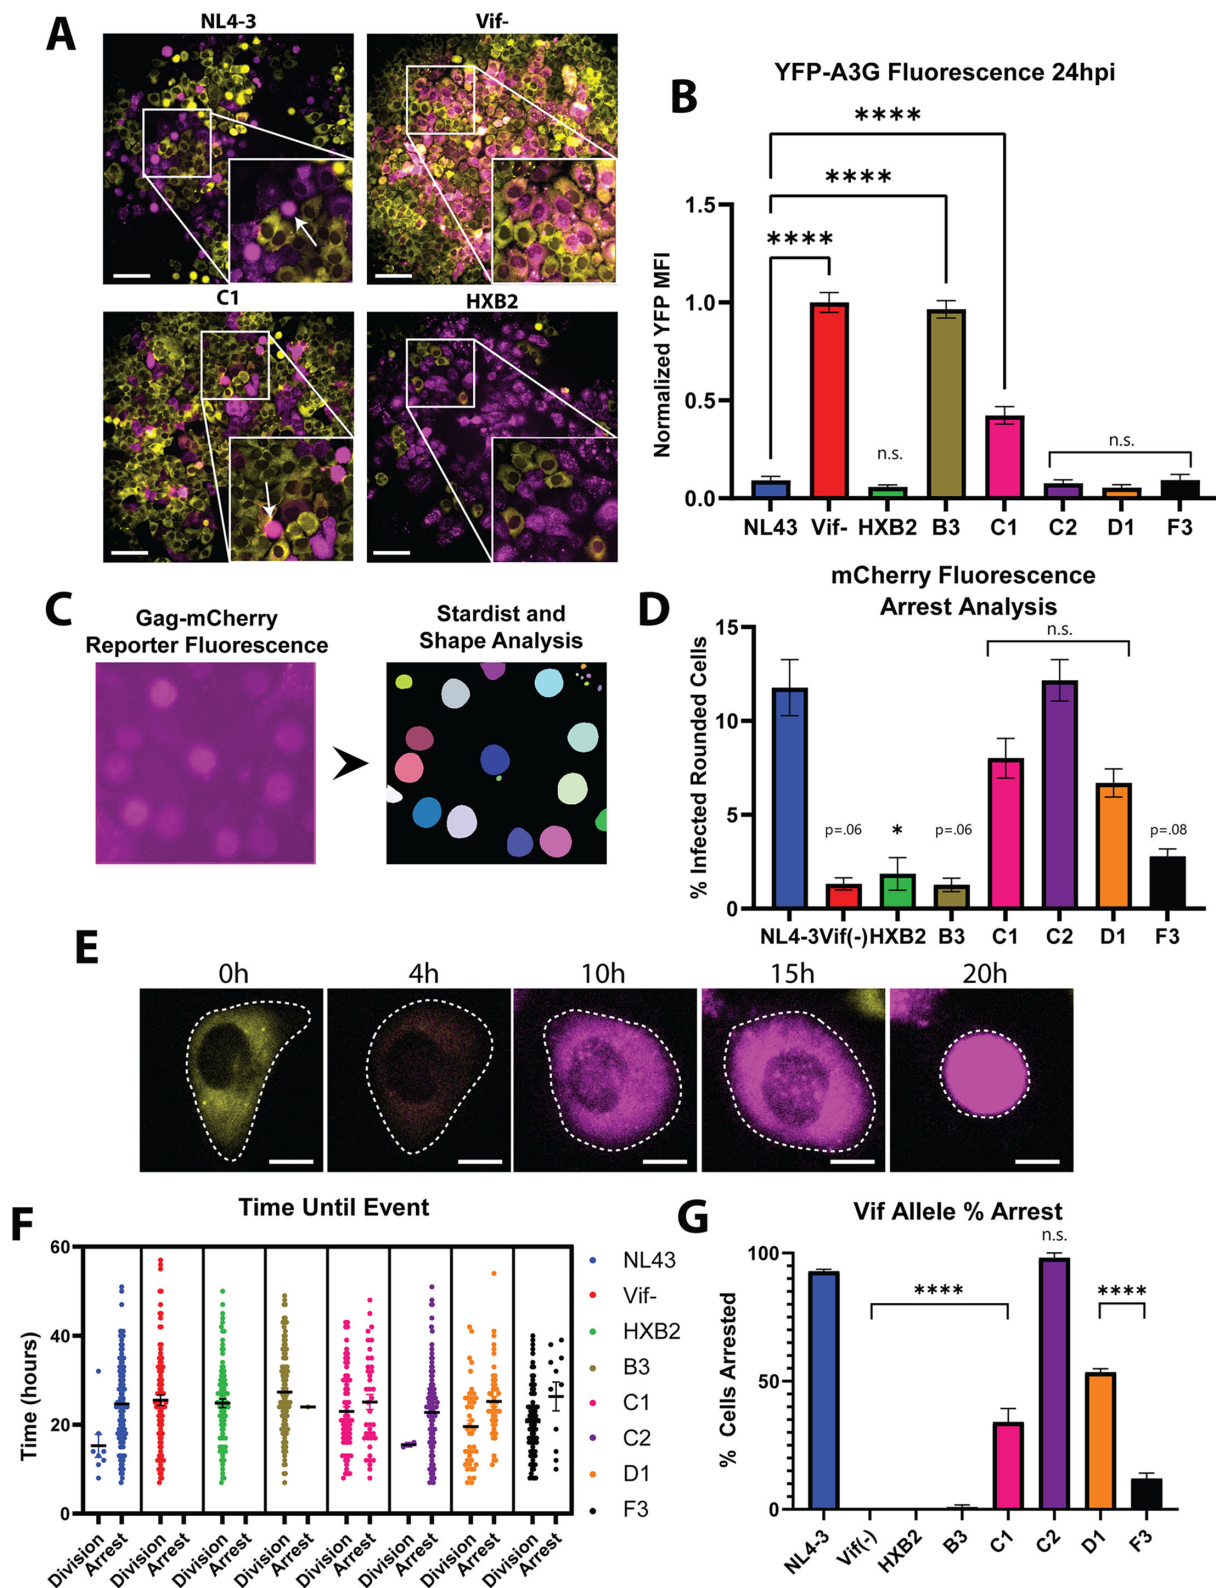 A
NL4-3
Vif-
C1
HXB2
B
YFP-A3G Fluorescence 24hpi
****
****
****
Normalized YFP MFI
1.5
1.0
0.5
0.0
n.s.
n.s.
NL43 Vif- HXB2 B3 C1 C2 D1 F3
C
Gag-mCherry
Reporter Fluorescence
Stardist and
Shape Analysis
D
mCherry Fluorescence
Arrest Analysis
% Infected Rounded Cells
15
10
5
0
n.s.
p=.06
*
p=.06
p=.08
NL4-3 Vif(-) HXB2 B3 C1 C2 D1 F3
E
0h 4h 10h 15h 20h
F
Time Until Event
Time (hours)
60
40
20
0
Division Arrest Division Arrest Division Arrest Division Arrest Division Arrest Division Arrest Division Arrest Division Arrest
NL43
Vif-
HXB2
B3
C1
C2
D1
F3
G
Vif Allele % Arrest
n.s.
****
****
% Cells Arrested
100
50
0
NL4-3 Vif(-) HXB2 B3 C1 C2 D1 F3